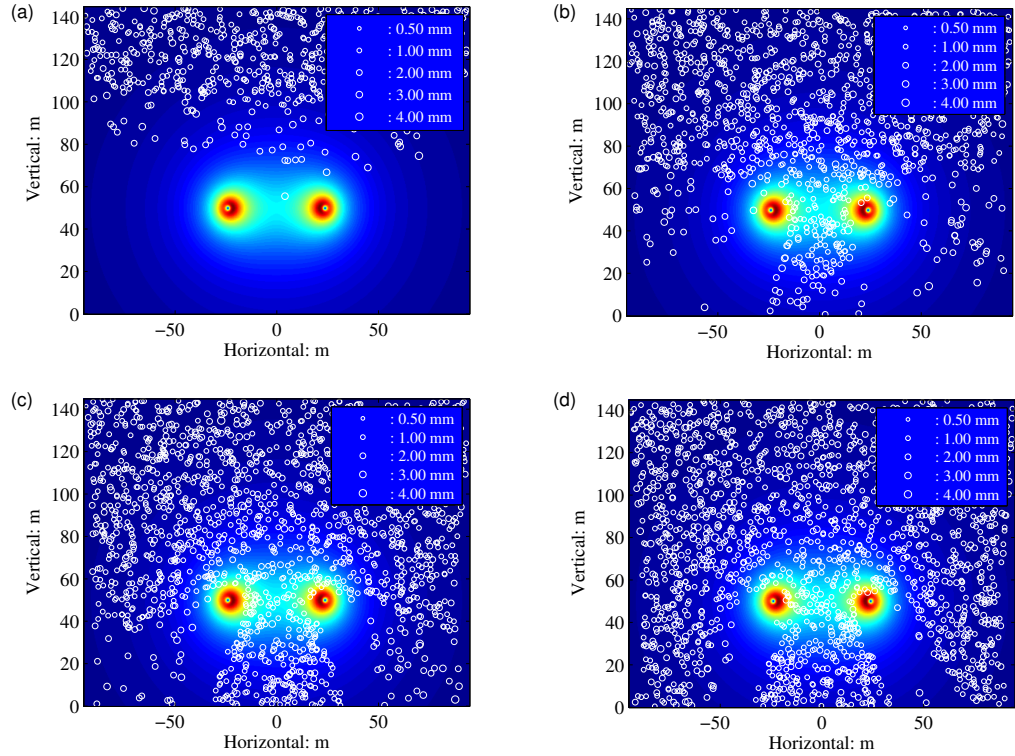 (a)
140
120
100
80
60
40
20
0
Vertical: m
−50
0
50
Horizontal: m
: 0.50 mm
: 1.00 mm
: 2.00 mm
: 3.00 mm
: 4.00 mm
(b)
140
120
100
80
60
40
20
0
Vertical: m
−50
0
50
Horizontal: m
: 0.50 mm
: 1.00 mm
: 2.00 mm
: 3.00 mm
: 4.00 mm
(c)
140
120
100
80
60
40
20
0
Vertical: m
−50
0
50
Horizontal: m
: 0.50 mm
: 1.00 mm
: 2.00 mm
: 3.00 mm
: 4.00 mm
(d)
140
120
100
80
60
40
20
0
Vertical: m
−50
0
50
Horizontal: m
: 0.50 mm
: 1.00 mm
: 2.00 mm
: 3.00 mm
: 4.00 mm